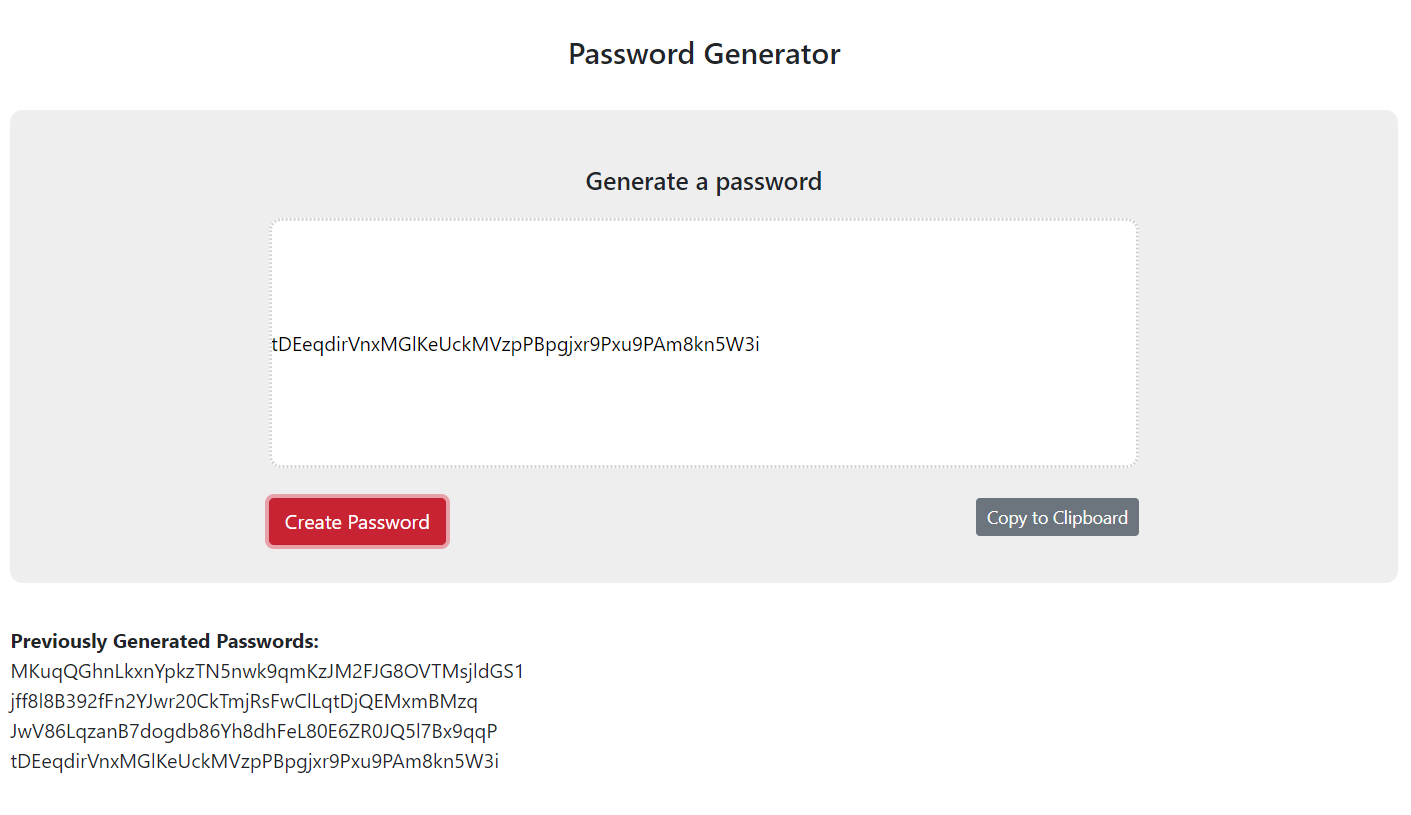 Password Generator
Generate a password
tDEeqdirVnxMGlKeUckMVzpPBpgjxr9Pxu9PAm8kn5W3i
Create Password
Copy to Clipboard
Previously Generated Passwords:
MKuqQGhnLkxnYpkzTN5nwk9qmKzJM2FJG8OVTMsjldGS1
jff8l8B392fFn2YJwr20CkTmjRsFwClLqtDjQEMxmBMzq
JwV86LqzanB7dogdb86Yh8dhFeL80E6ZR0JQ5l7Bx9qqP
tDEeqdirVnxMGlKeUckMVzpPBpgjxr9Pxu9PAm8kn5W3i